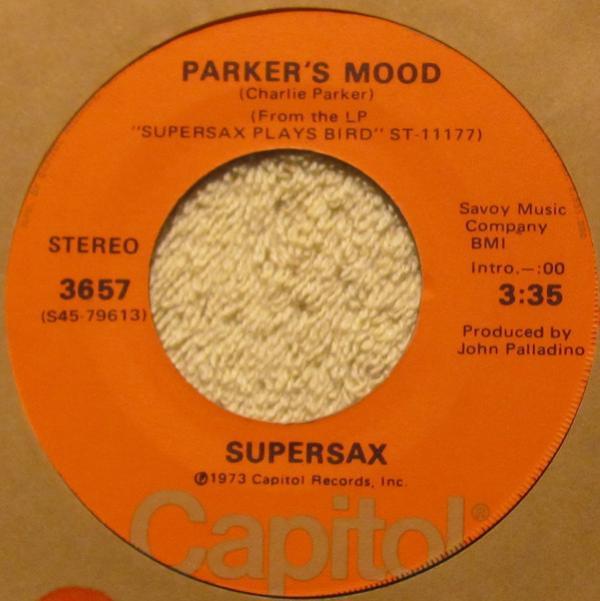 PARKER'S MOOD
(Charlie Parker)
(From the LP
"SUPERSAX PLAYS BIRD" ST-11177)
STEREO
3657
(S45-79613)
Savoy Music
Company
BMI
Intro.–:00
3:35
Produced by
John Palladino
SUPERSAX
℗1973 Capitol Records, Inc.
Capitol®